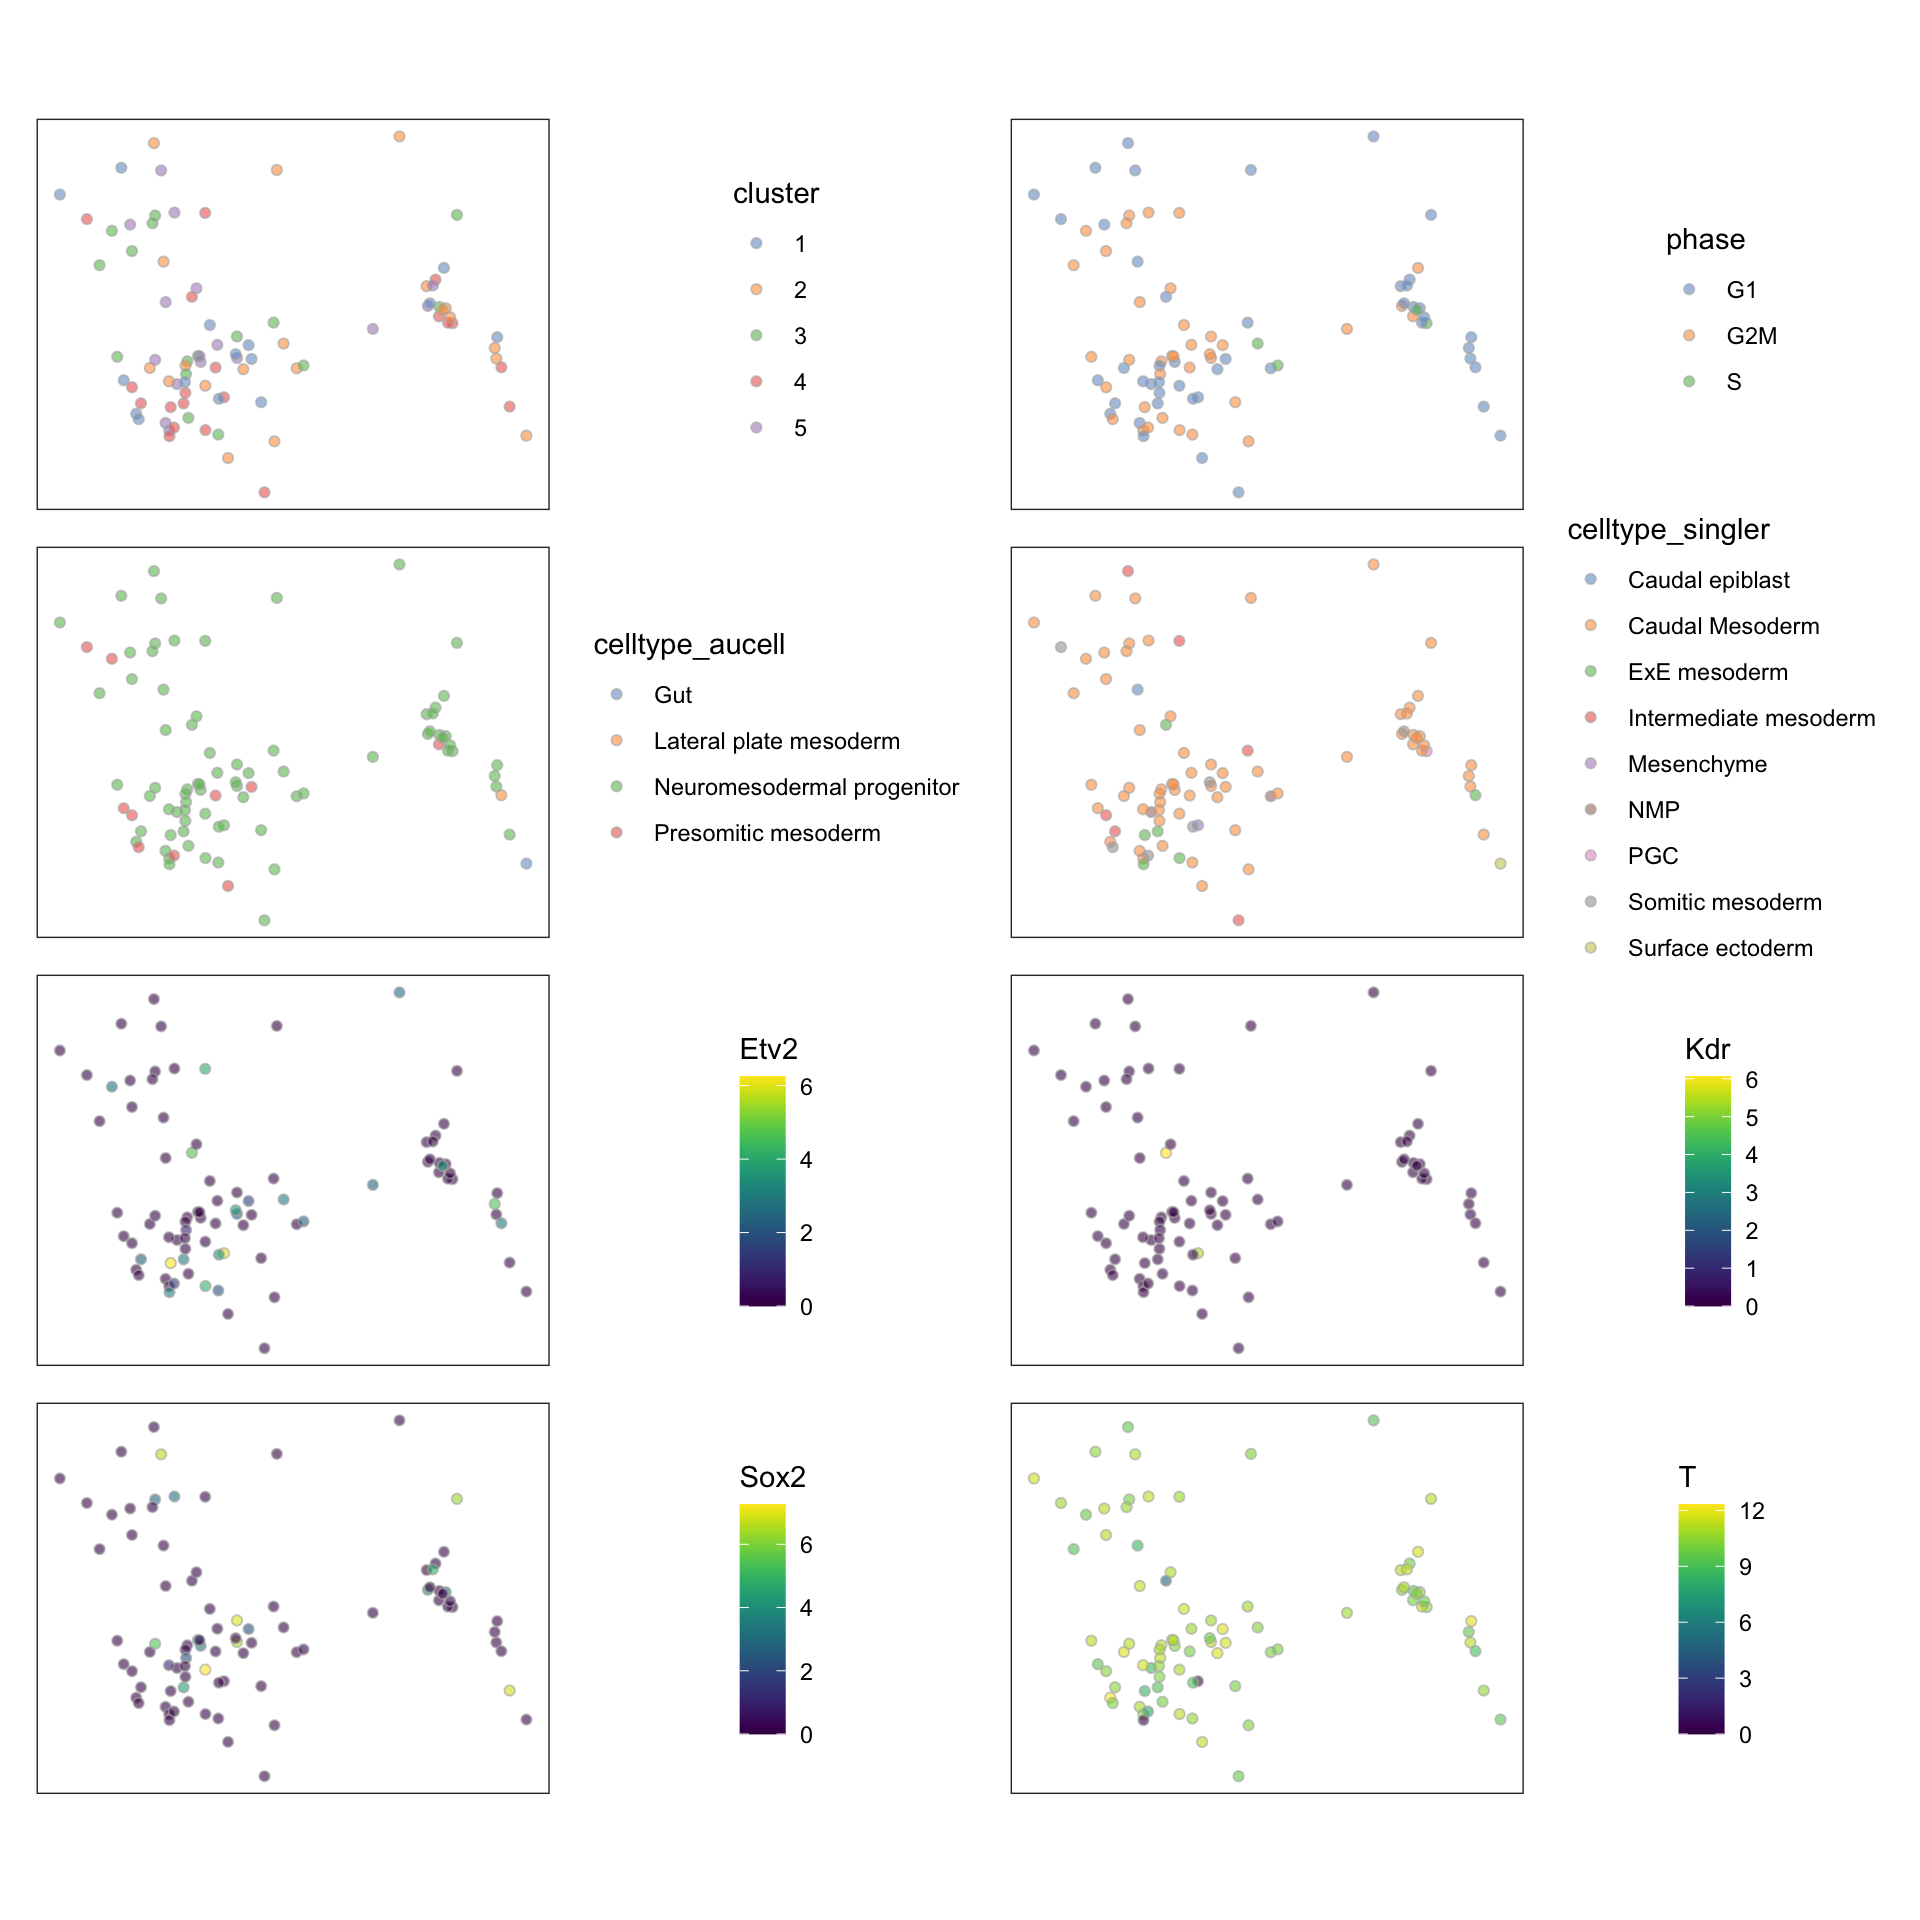 cluster
1
2
3
4
5
phase
G1
G2M
S
celltype_aucell
Gut
Lateral plate mesoderm
Neuromesodermal progenitor
Presomitic mesoderm
celltype_singler
Caudal epiblast
Caudal Mesoderm
ExE mesoderm
Intermediate mesoderm
Mesenchyme
NMP
PGC
Somitic mesoderm
Surface ectoderm
Etv2
6
4
2
0
Kdr
6
5
4
3
2
1
0
Sox2
6
4
2
0
T
12
9
6
3
0